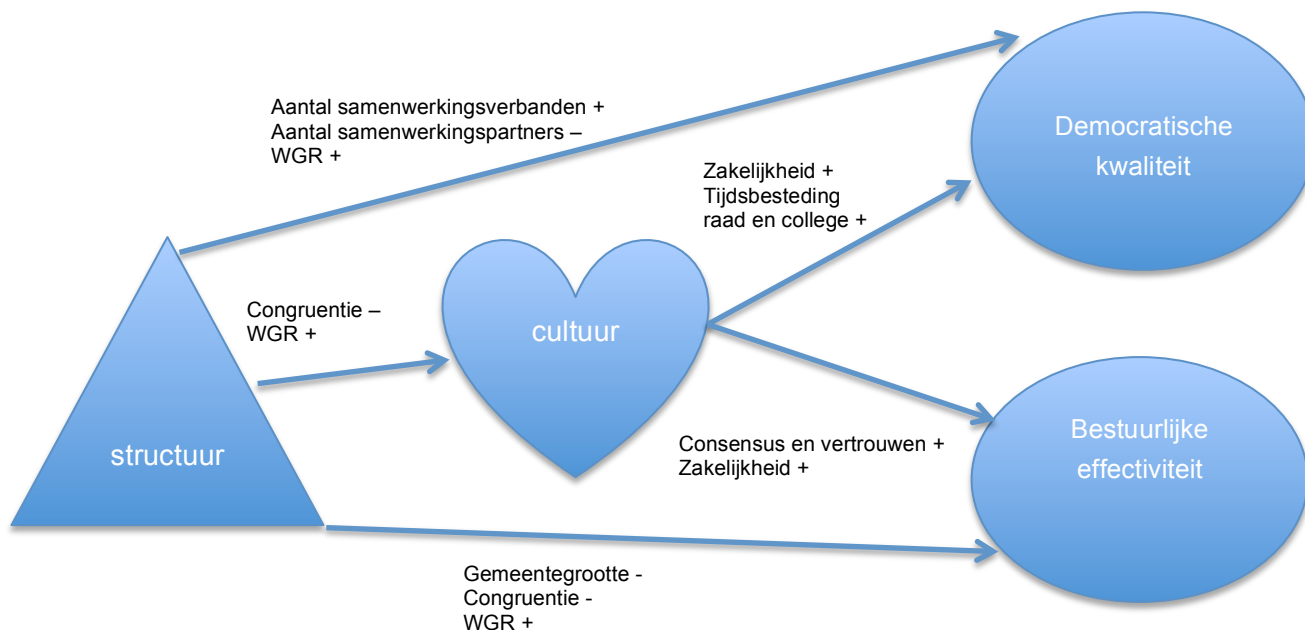 Aantal samenwerkingsverbanden +
Aantal samenwerkingspartners –
WGR +
Democratische
kwaliteit
Zakelijkheid +
Tijdsbesteding
raad en college +
Congruentie –
WGR +
cultuur
structuur
Consensus en vertrouwen +
Zakelijkheid +
Bestuurlijke
effectiviteit
Gemeentegrootte -
Congruentie -
WGR +